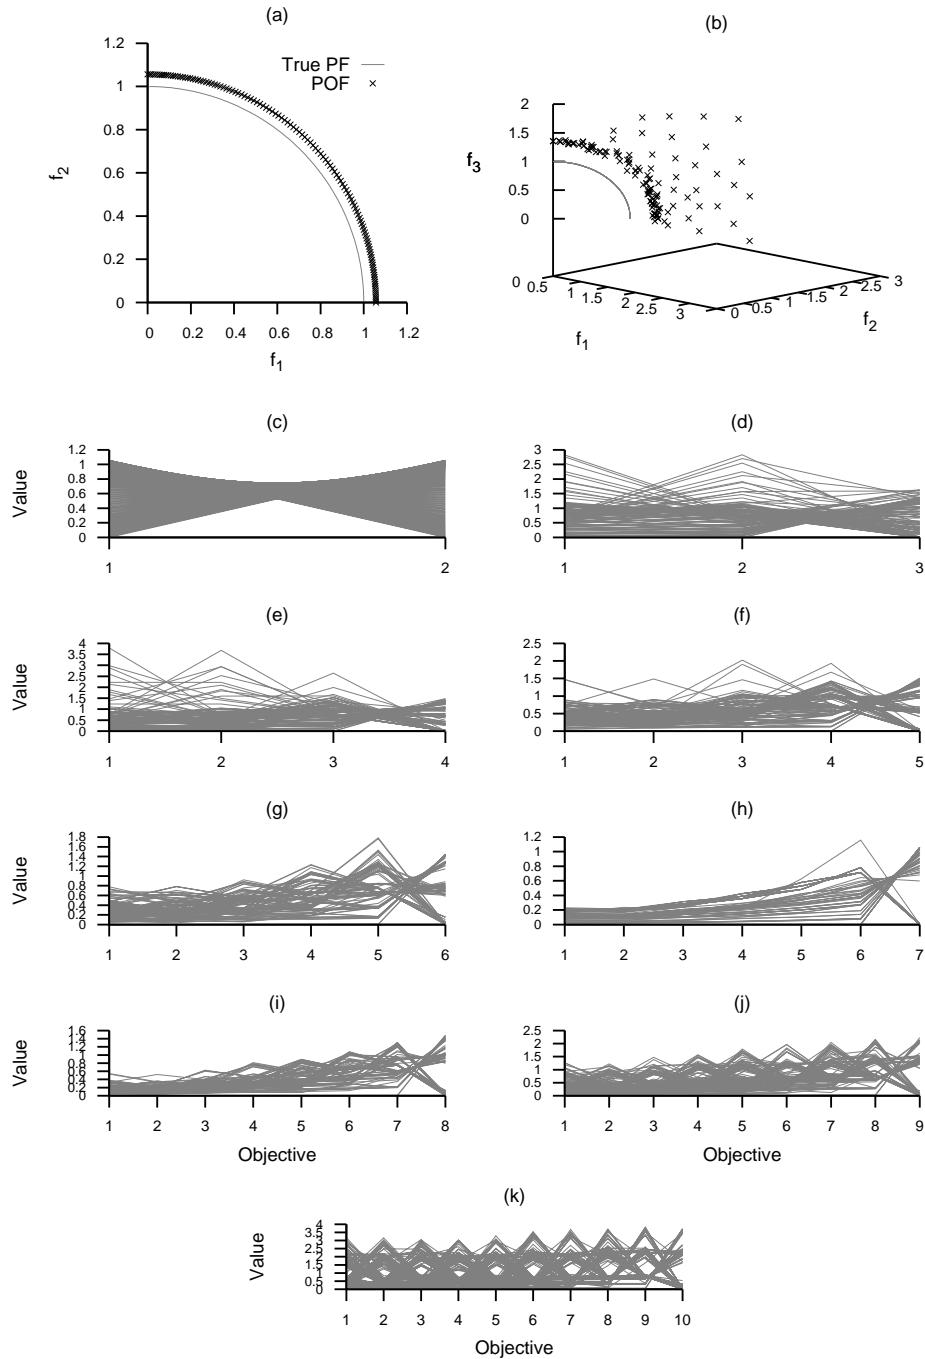 (a)
1.2
1
0.8
0.6
0.4
0.2
0
0 0.2 0.4 0.6 0.8 1 1.2
f2
f1
True PF
POF
(b)
2
1.5
1
0.5
0
f3
0 0.5 1 1.5 2 2.5 3
f1
0 0.5 1 1.5 2 2.5 3
f2
(c)
Value
1.2
1
0.8
0.6
0.4
0.2
0
1 2
(d)
3
2.5
2
1.5
1
0.5
0
1 2 3
(e)
Value
4
3.5
3
2.5
2
1.5
1
0.5
0
1 2 3 4
(f)
2.5
2
1.5
1
0.5
0
1 2 3 4 5
(g)
Value
1.8
1.6
1.4
1.2
1
0.8
0.6
0.4
0.2
0
1 2 3 4 5 6
(h)
1.2
1
0.8
0.6
0.4
0.2
0
1 2 3 4 5 6 7
(i)
Value
1.6
1.4
1.2
1
0.8
0.6
0.4
0.2
0
1 2 3 4 5 6 7 8
Objective
(j)
2.5
2
1.5
1
0.5
0
1 2 3 4 5 6 7 8 9
Objective
(k)
Value
4
3.5
3
2.5
2
1.5
1
0.5
0
1 2 3 4 5 6 7 8 9 10
Objective